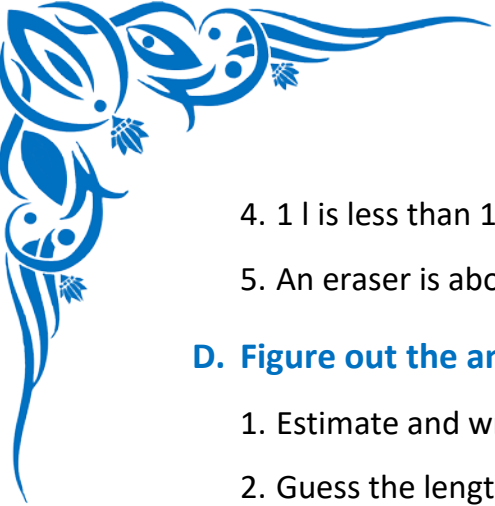 4. 1 l is less than 1
5. An eraser is abo
D. Figure out the a
1. Estimate and w
2. Guess the lengt